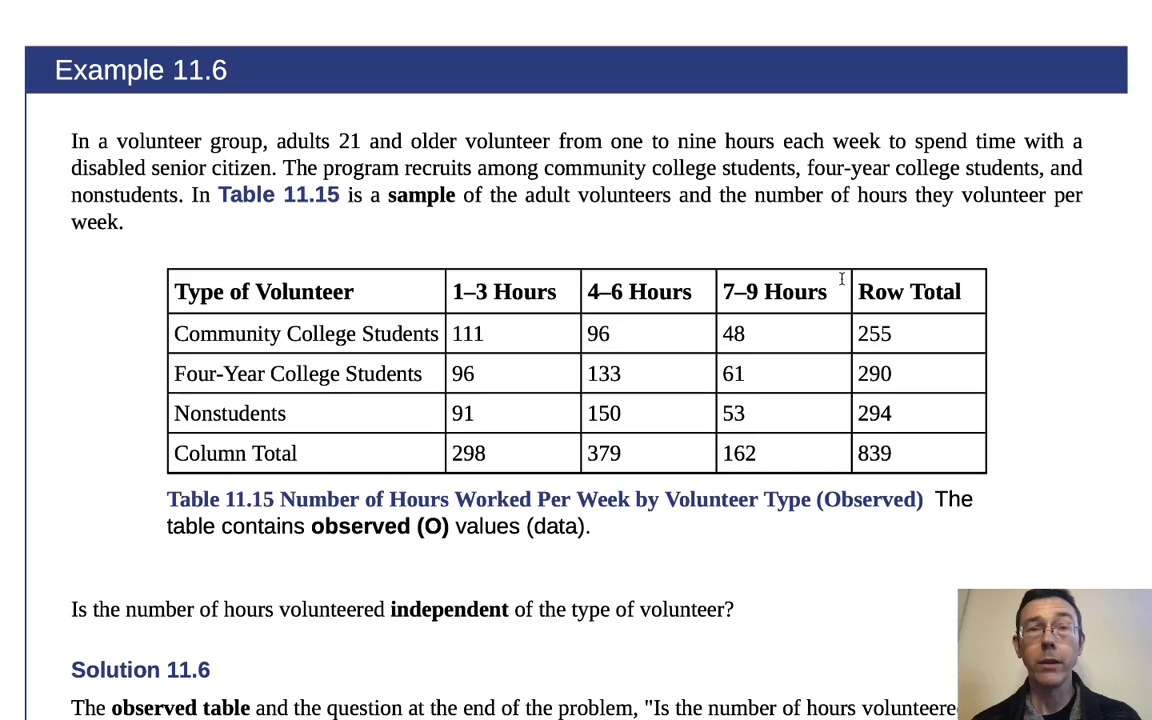 Example 11.6
In a volunteer group, adults 21 and older volunteer from one to nine hours each week to spend time with a
disabled senior citizen. The program recruits among community college students, four-year college students, and
nonstudents. In Table 11.15 is a sample of the adult volunteers and the number of hours they volunteer per
week.
Type of Volunteer 1–3 Hours 4–6 Hours 7–9 Hours Row Total
Community College Students 111 96 48 255
Four-Year College Students 96 133 61 290
Nonstudents 91 150 53 294
Column Total 298 379 162 839
Table 11.15 Number of Hours Worked Per Week by Volunteer Type (Observed) The
table contains observed (O) values (data).
Is the number of hours volunteered independent of the type of volunteer?
Solution 11.6
The observed table and the question at the end of the problem, "Is the number of hours volunteere